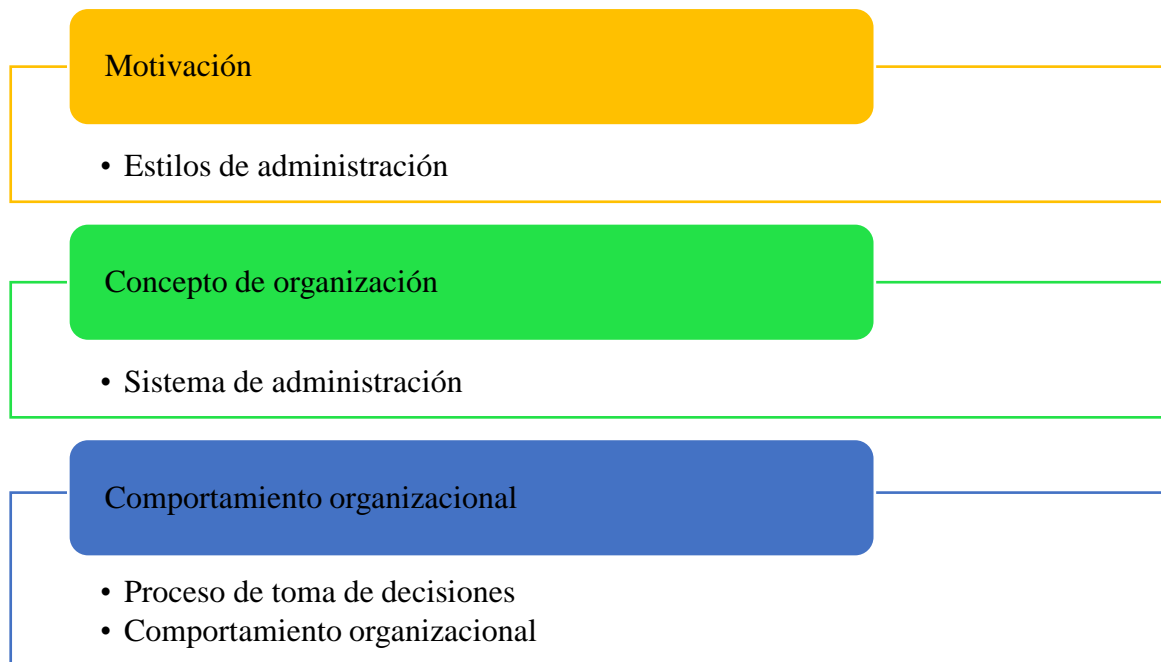 Motivación
• Estilos de administración
Concepto de organización
• Sistema de administración
Comportamiento organizacional
• Proceso de toma de decisiones
• Comportamiento organizacional